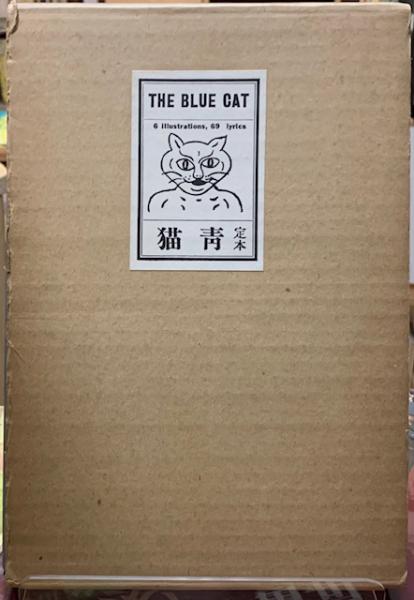 THE BLUE CAT
6 illustrations, 69 lyrics
定本 青猫